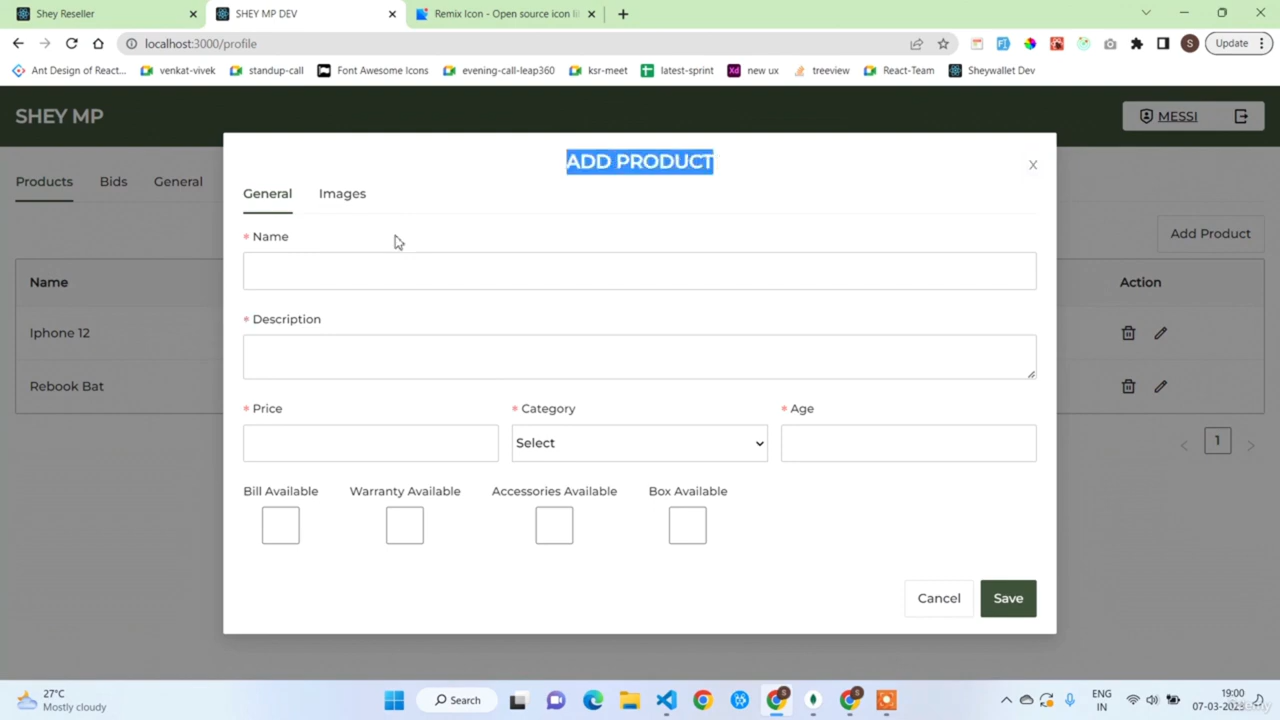 Shey Reseller
SHEY MP DEV
Remix Icon - Open source icon li
localhost:3000/profile
S
Update
Ant Design of React...
venkat-vivek
standup-call
Font Awesome Icons
evening-call-leap360
ksr-meet
latest-sprint
Xd new ux
treeview
React-Team
Sheywallet Dev
SHEY MP
MESSI
ADD PRODUCT
X
Products
Bids
General
General
Images
Add Product
* Name
Name
Action
* Description
Iphone 12
Rebook Bat
* Price
* Category
* Age
Select
1
Bill Available
Warranty Available
Accessories Available
Box Available
Cancel
Save
27°C
Mostly cloudy
Search
ENG
IN
19:00